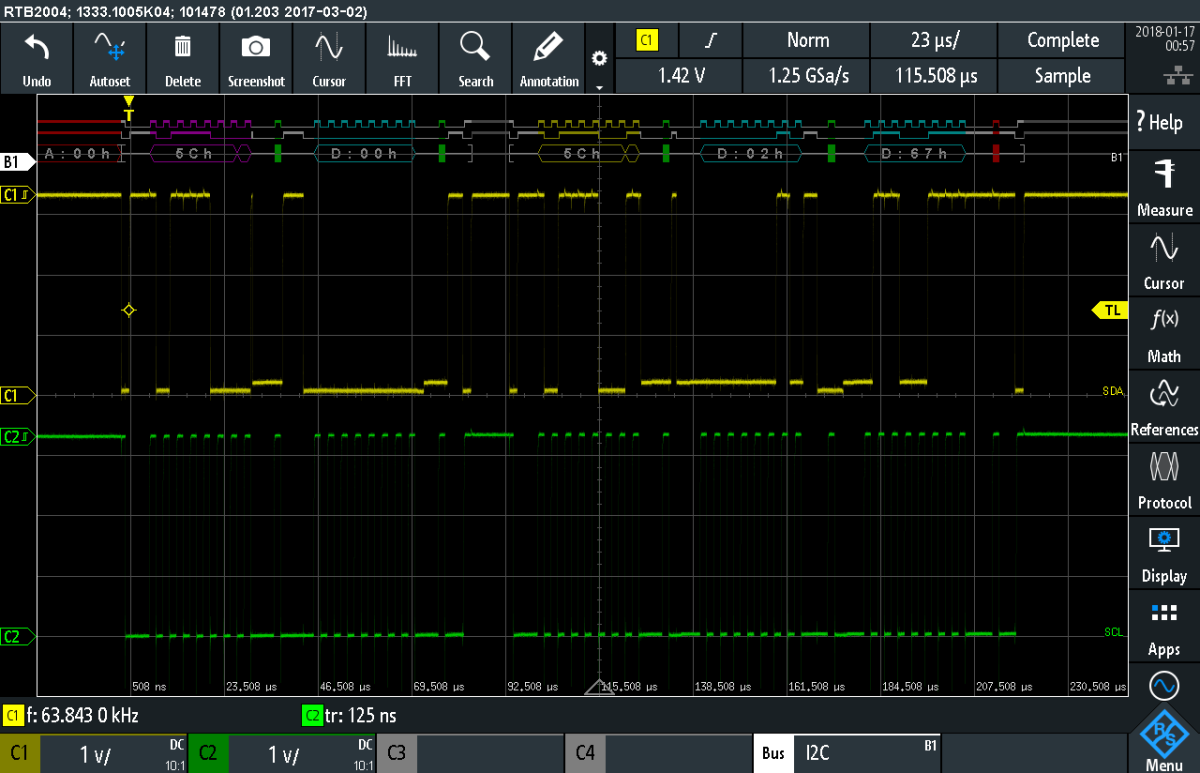 RTB2004; 1333.1005K04; 101478 (01.203 2017-03-02)
Undo
Autoset
Delete
Screenshot
Cursor
FFT
Search
Annotation
C1
Norm
23 µs/
Complete
1.42 V
1.25 GSa/s
115.508 µs
Sample
2018-01-17
00:57
? Help
Measure
Cursor
f(x)
Math
References
Protocol
Display
Apps
Menu
T
A:00h
5Ch
D:00h
5Ch
D:02h
D:67h
B1
B1
C1
TL
C1
SDA
C2
C2
SCL
508 ns
23,508 µs
46,508 µs
69,508 µs
92,508 µs
115,508 µs
138,508 µs
161,508 µs
184,508 µs
207,508 µs
230,508 µs
C1 f: 63.843 0 kHz
C2 tr: 125 ns
C1 1 V/ DC 10:1
C2 1 V/ DC 10:1
C3
C4
Bus I2C B1
R&S